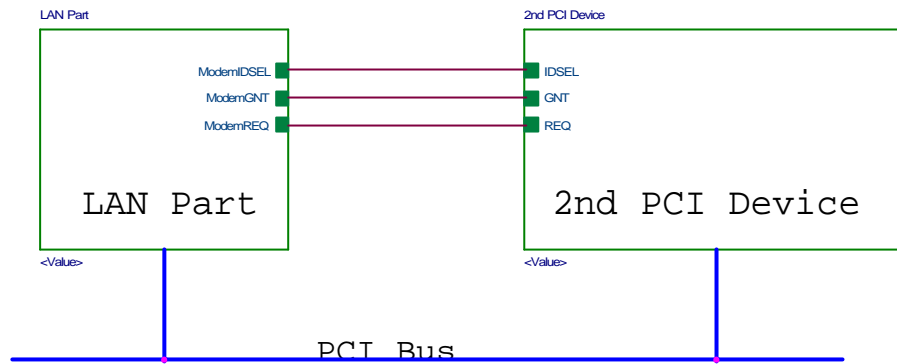 LAN Part
2nd PCI Device
ModemIDSEL
IDSEL
ModemGNT
GNT
ModemREQ
REQ
LAN Part
2nd PCI Device
<Value>
<Value>
PCI Bus